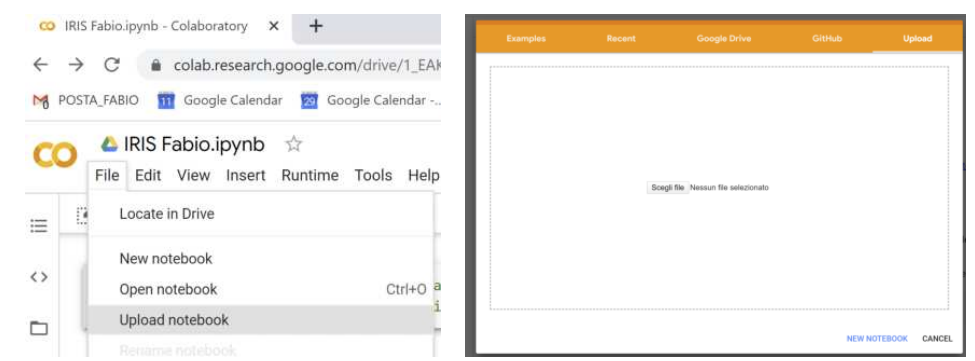 IRIS Fabio.ipynb - Colaboratory
colab.research.google.com/drive/1_EAK
POSTA_FABIO 11 Google Calendar 29 Google Calendar -...
CO IRIS Fabio.ipynb
File Edit View Insert Runtime Tools Help
Locate in Drive
New notebook
Open notebook Ctrl+O
Upload notebook
Rename notebook
Examples Recent Google Drive GitHub Upload
Scegli file Nessun file selezionato
NEW NOTEBOOK CANCEL